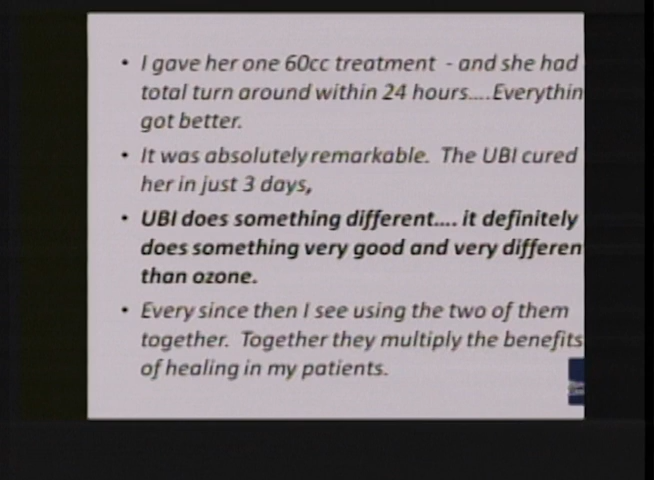 • I gave her one 60cc treatment - and she had
total turn around within 24 hours....Everythin
got better.
• It was absolutely remarkable. The UBI cured
her in just 3 days,
• UBI does something different.... it definitely
does something very good and very differen
than ozone.
• Every since then I see using the two of them
together. Together they multiply the benefits
of healing in my patients.